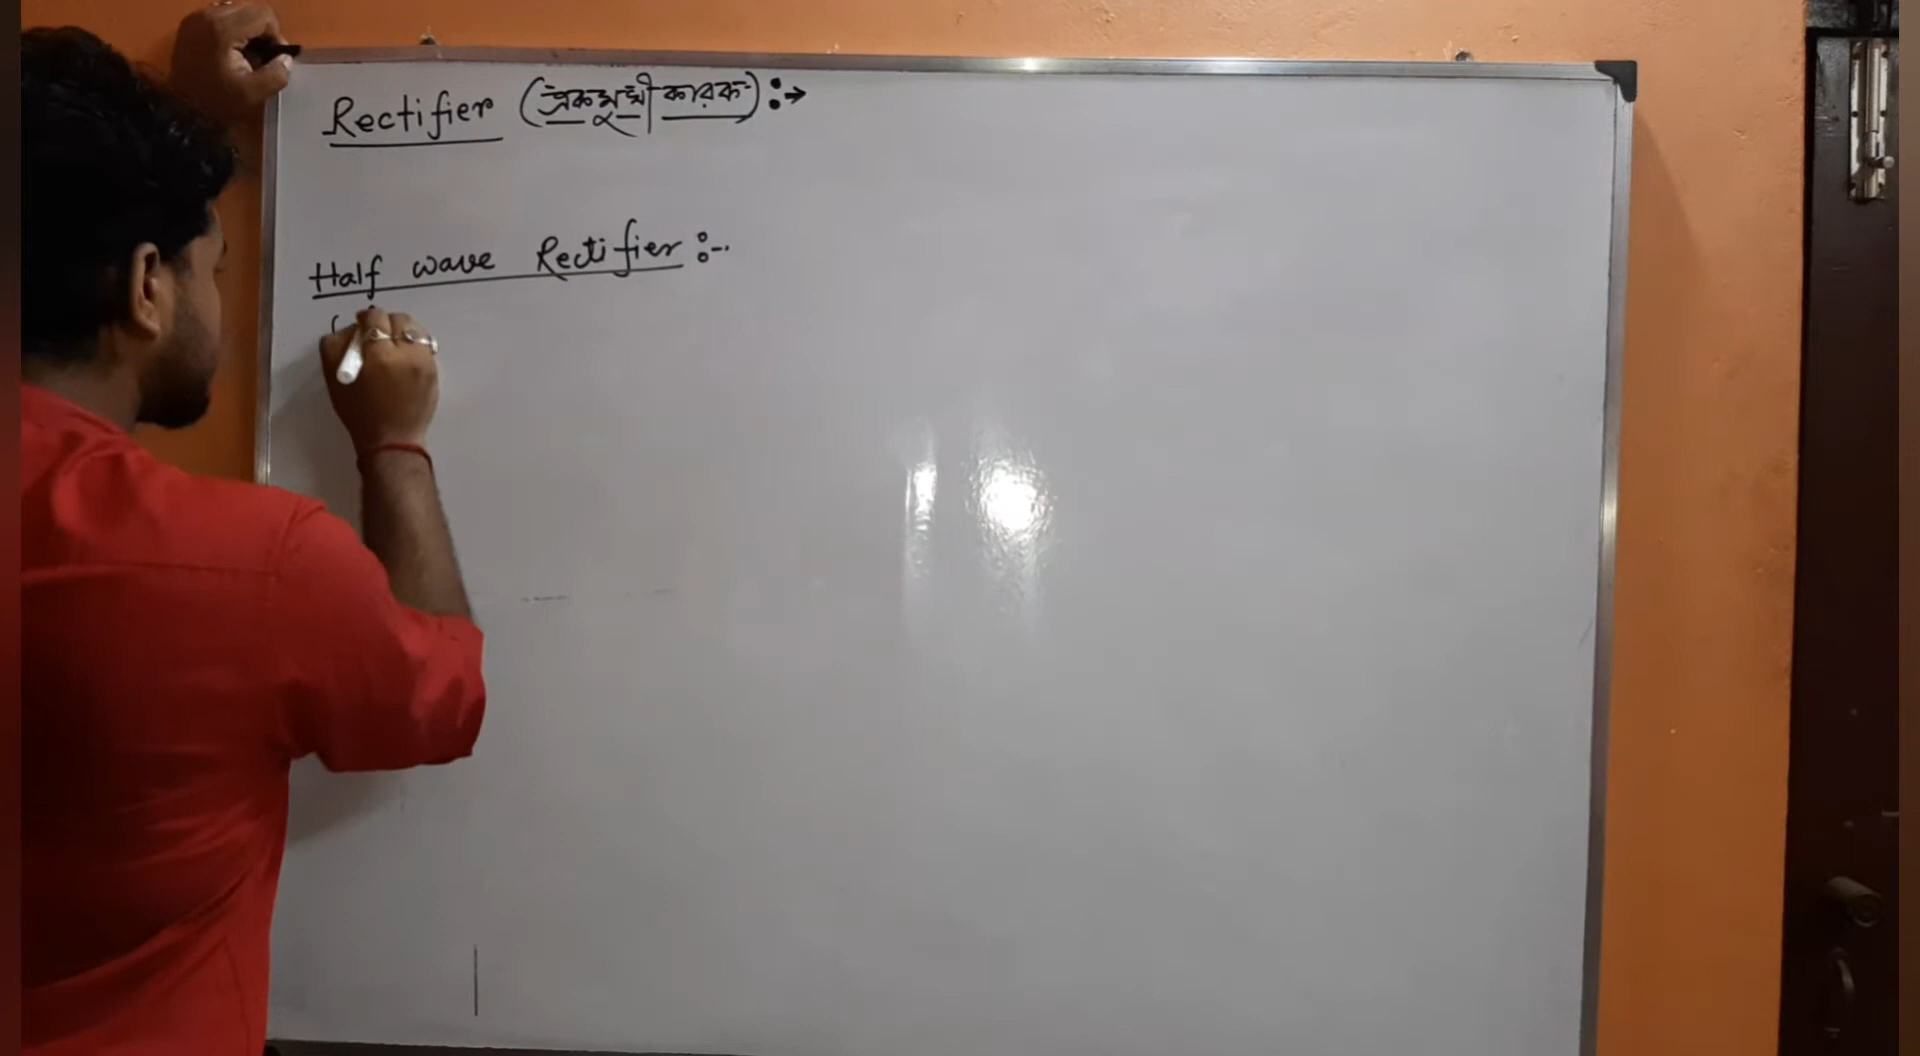 Rectifier (একমুখী কারক) :→
Half wave Rectifier :-
(